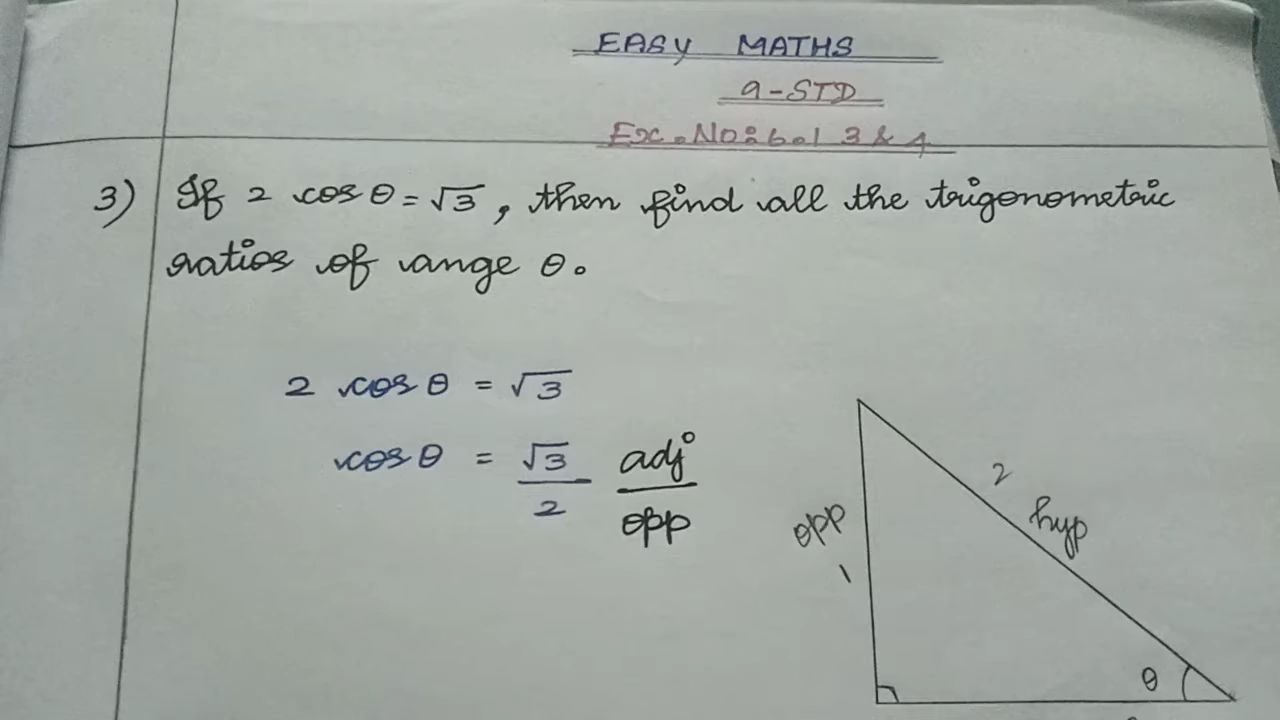 EASY MATHS
9-STD
Ex.No:6.1 3 & 4
3) If 2 cos θ = √3, then find all the trigonometric
ratios of range θ.
2 cos θ = √3
cos θ = √3/2 adj/opp
2
hyp
opp
1
θ